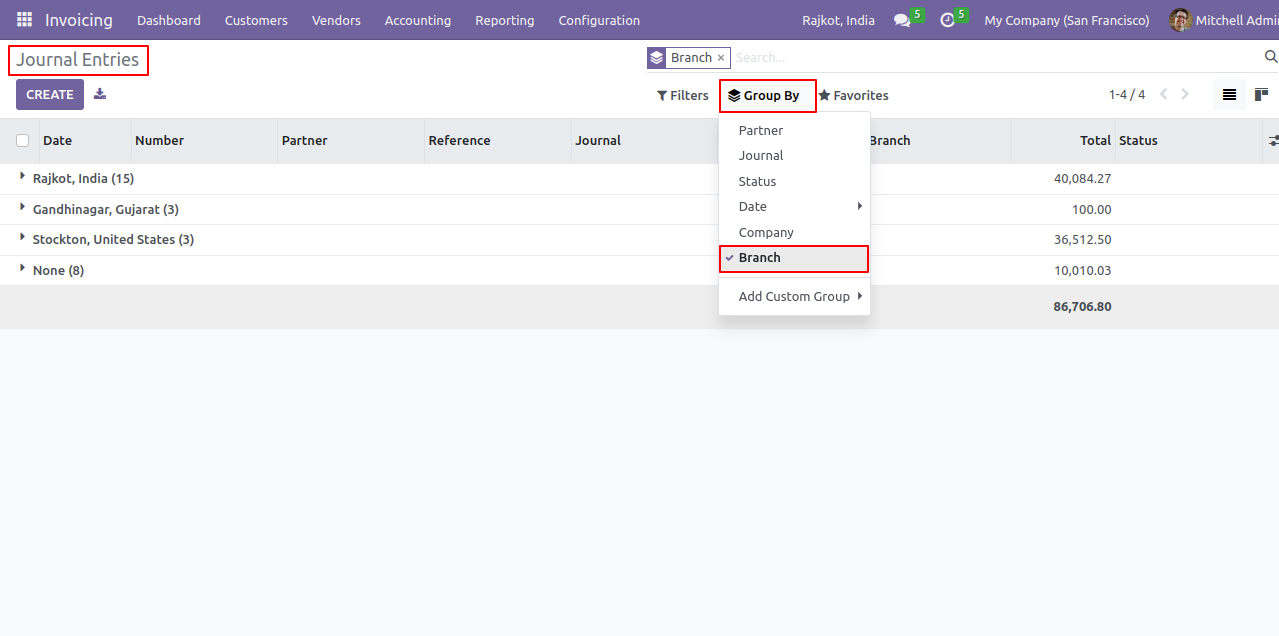 Invoicing Dashboard Customers Vendors Accounting Reporting Configuration Rajkot, India 5 5 My Company (San Francisco) Mitchell Admi
Journal Entries
Branch × Search...
CREATE Filters Group By Favorites 1-4 / 4
Date Number Partner Reference Journal Branch Total Status
Partner
Journal
Status
Date
Company
Branch
Add Custom Group
Rajkot, India (15) 40,084.27
Gandhinagar, Gujarat (3) 100.00
Stockton, United States (3) 36,512.50
None (8) 10,010.03
86,706.80